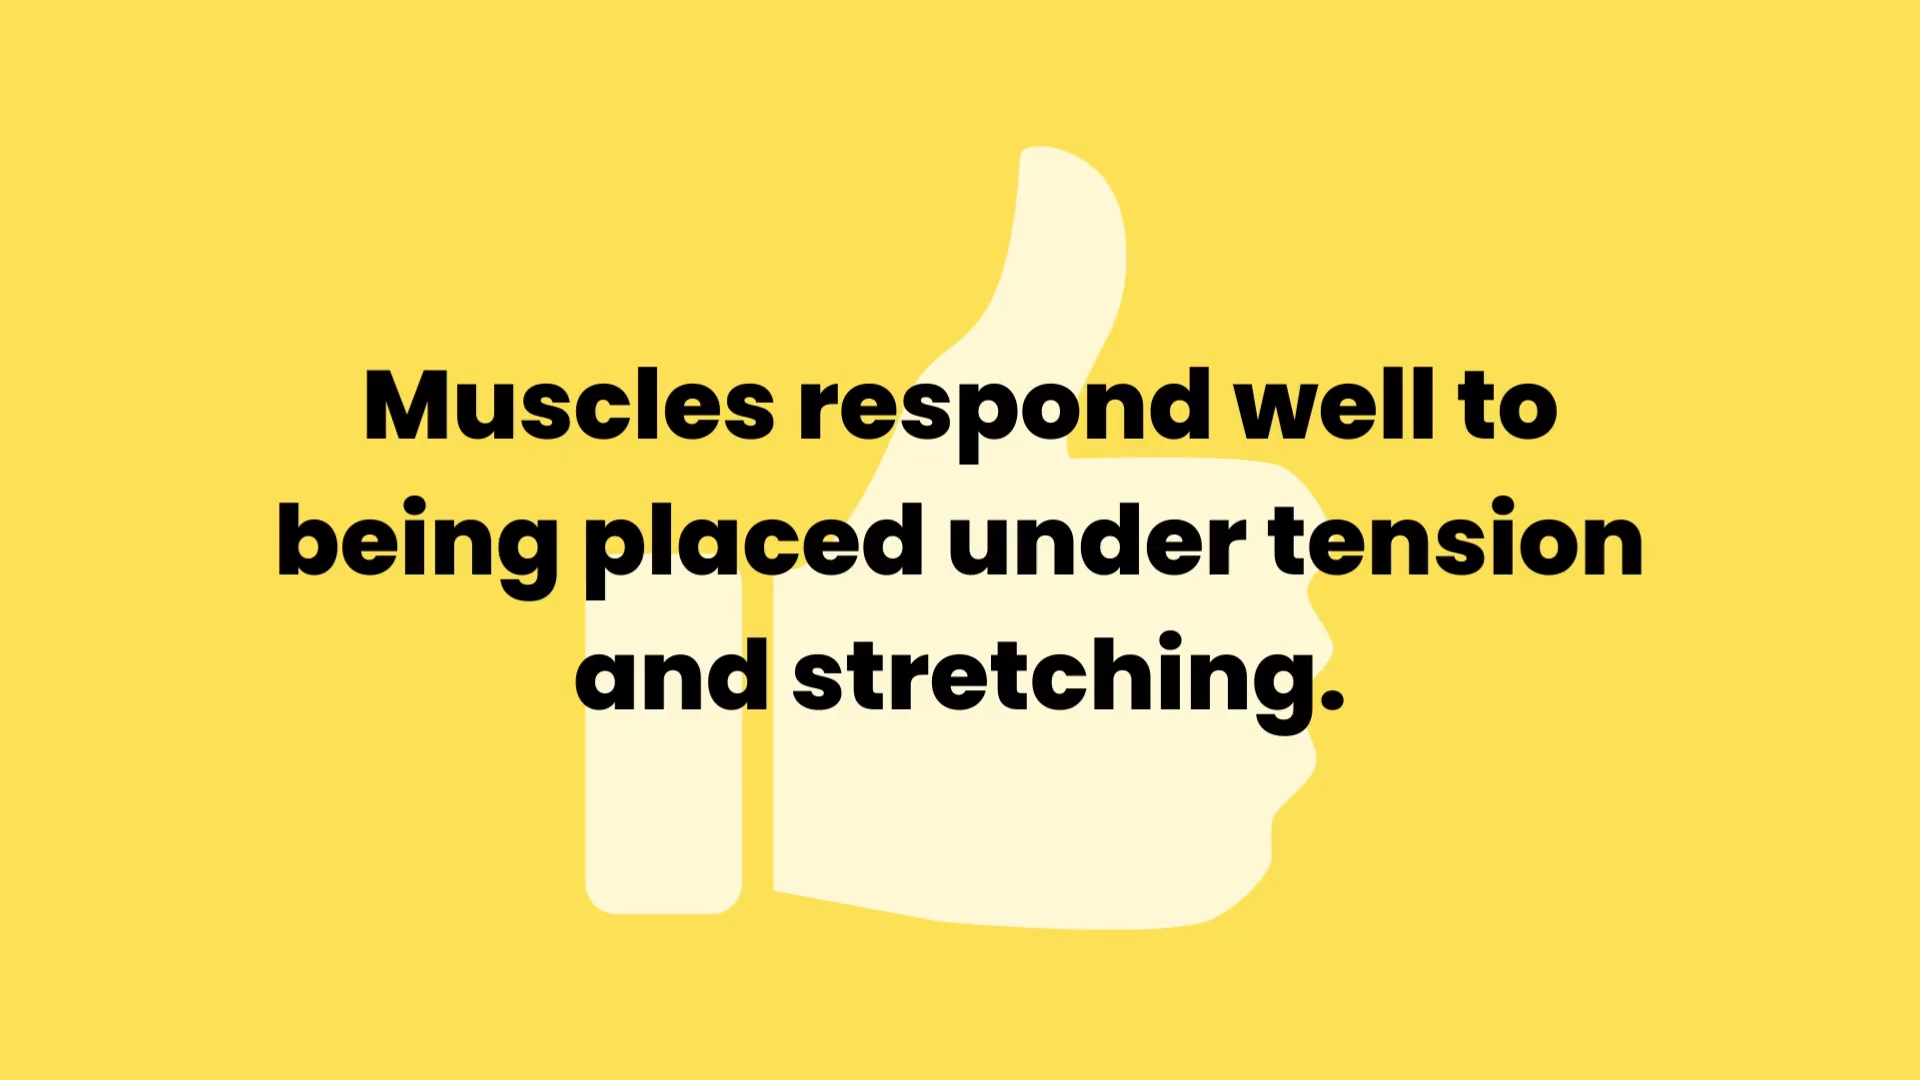 Muscles respond well to
being placed under tension
and stretching.